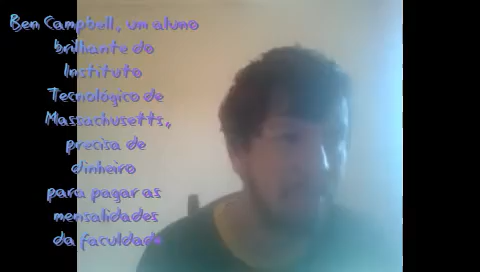 Ben Campbell, um aluno
brilhante do
Instituto
Tecnológico de
Massachusetts,
precisa de
dinheiro
para pagar as
mensalidades
da faculdade